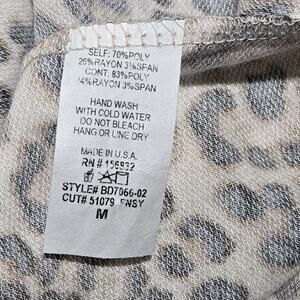 SELF: 70%POLY
26%RAYON 3%SPAN
CONT: 83%POLY
14%RAYON 3%SPAN
HAND WASH
WITH COLD WATER
DO NOT BLEACH
HANG OR LINE DRY
MADE IN U.S.A.
RN # 156832
STYLE# BD7066-02
CUT# 51079 FNSY
M